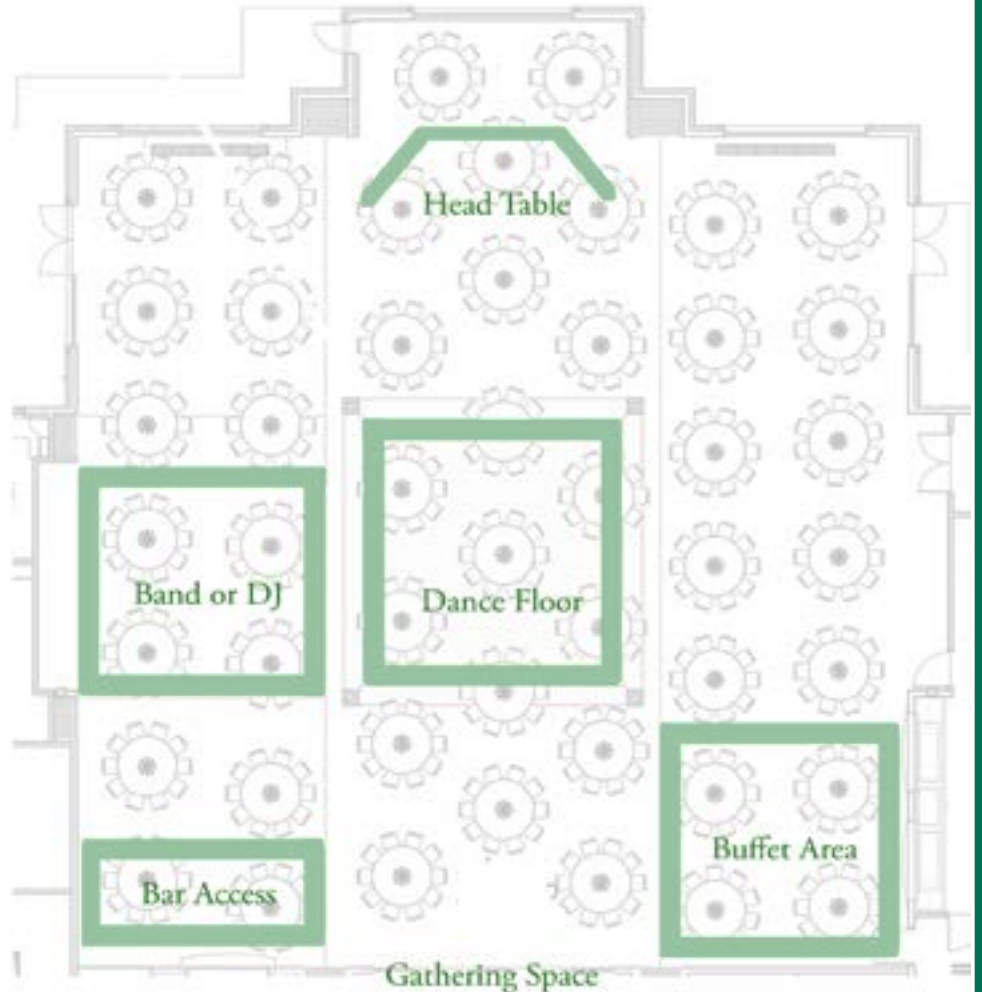 Head Table
Band or DJ
Dance Floor
Buffet Area
Bar Access
Gathering Space